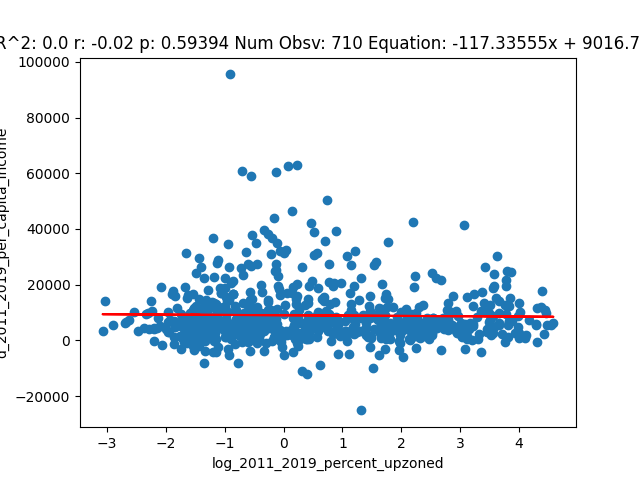 R^2: 0.0 r: -0.02 p: 0.59394 Num Obsv: 710 Equation: -117.33555x + 9016.7
100000
80000
60000
40000
20000
0
−20000
d_2011_2019_per_capita_income
−3 −2 −1 0 1 2 3 4
log_2011_2019_percent_upzoned